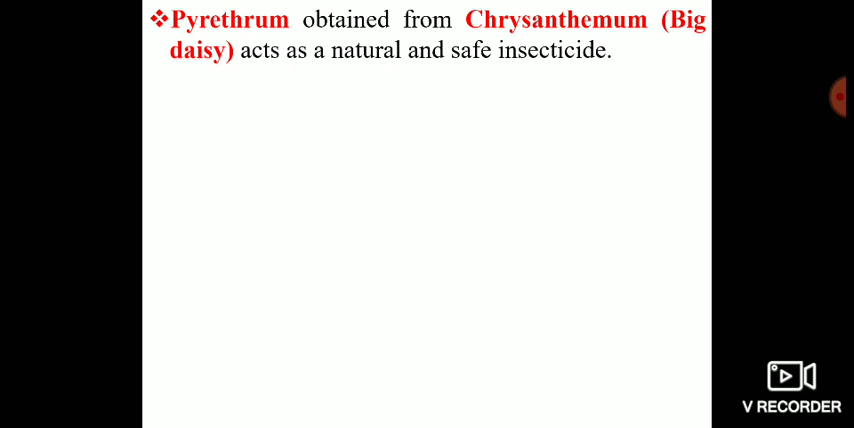 ❖Pyrethrum obtained from Chrysanthemum (Big
daisy) acts as a natural and safe insecticide.
V RECORDER